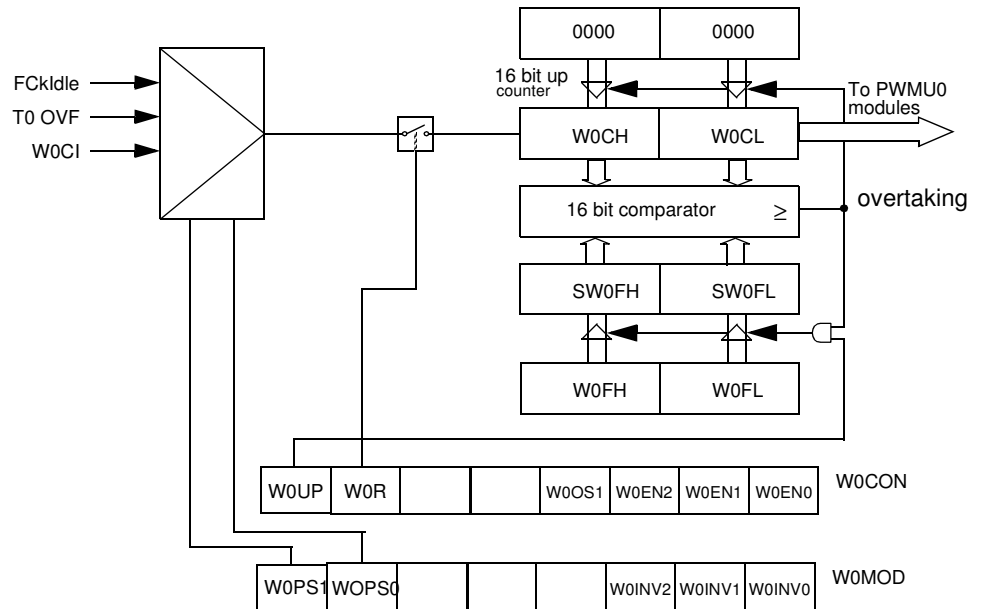 0000 0000
FCkIdle
16 bit up
counter
To PWMU0
modules
T0 OVF
W0CI
W0CH W0CL
16 bit comparator ≥
overtaking
SW0FH SW0FL
W0FH W0FL
W0UP W0R W0OS1 W0EN2 W0EN1 W0EN0 W0CON
W0PS1 WOPS0 W0INV2 W0INV1 W0INV0 W0MOD